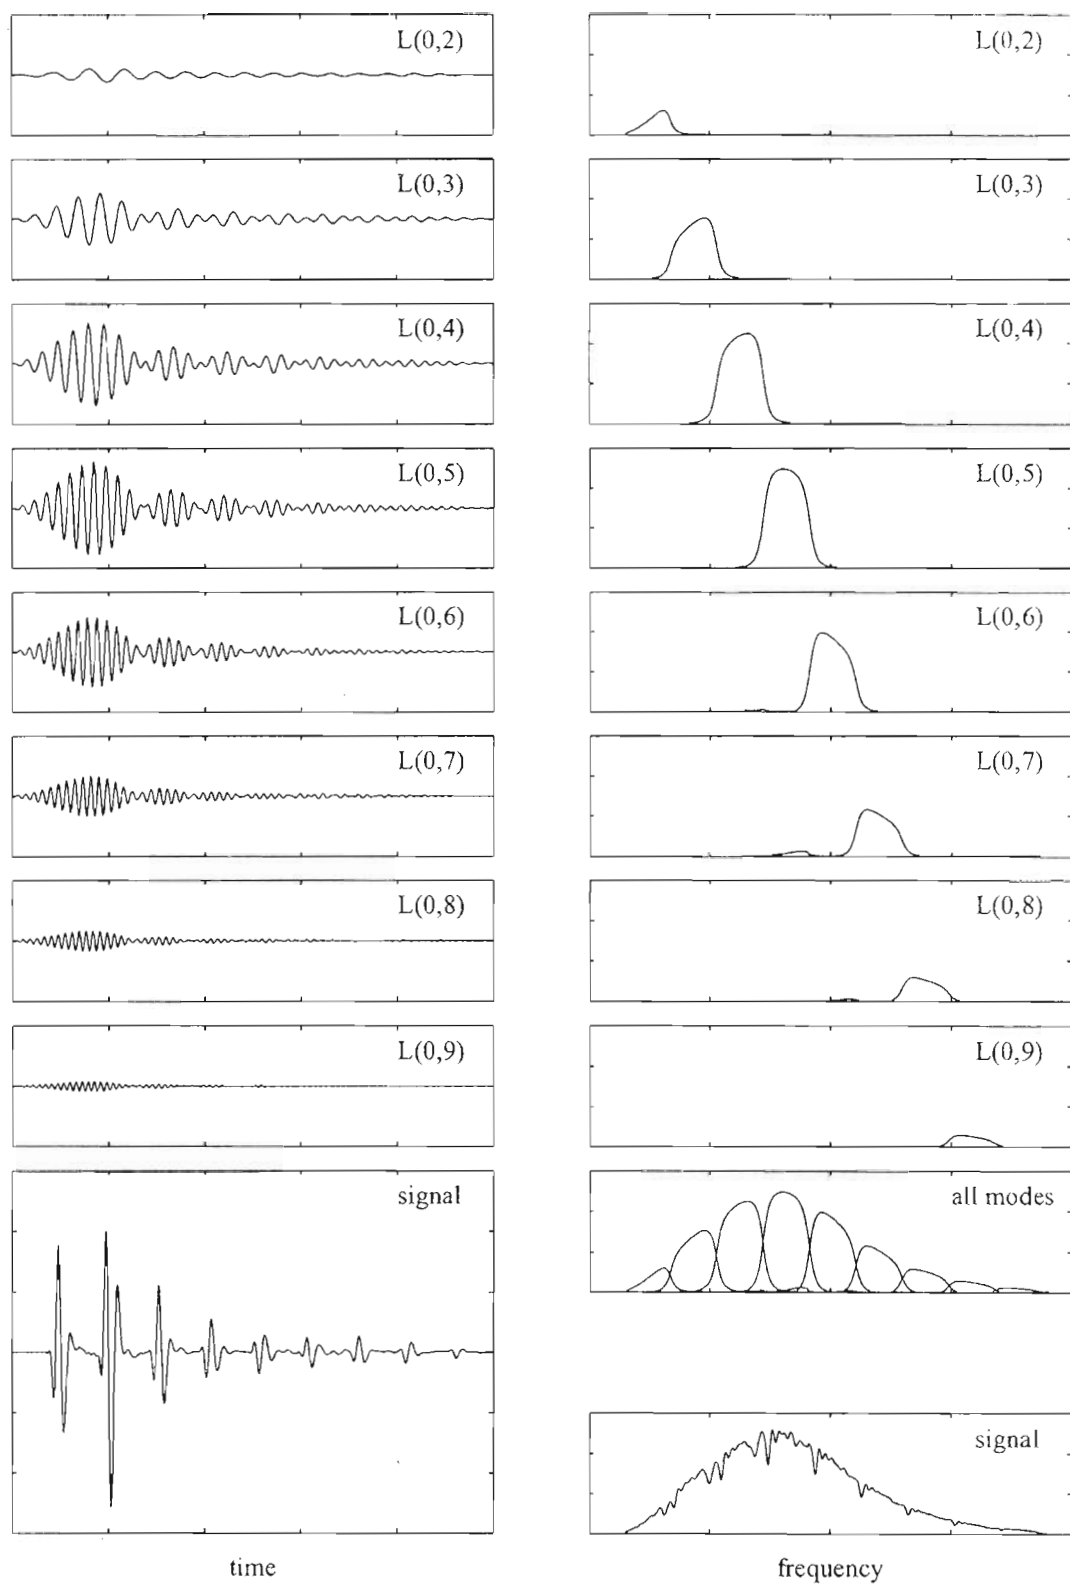 L(0,2)
L(0,2)
L(0,3)
L(0,3)
L(0,4)
L(0,4)
L(0,5)
L(0,5)
L(0,6)
L(0,6)
L(0,7)
L(0,7)
L(0,8)
L(0,8)
L(0,9)
L(0,9)
signal
all modes
signal
time
frequency